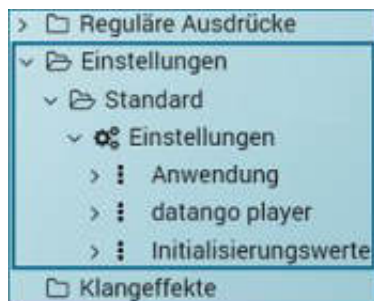 Reguläre Ausdrücke
Einstellungen
Standard
Einstellungen
Anwendung
datango player
Initialisierungswerte
Klangeffekte